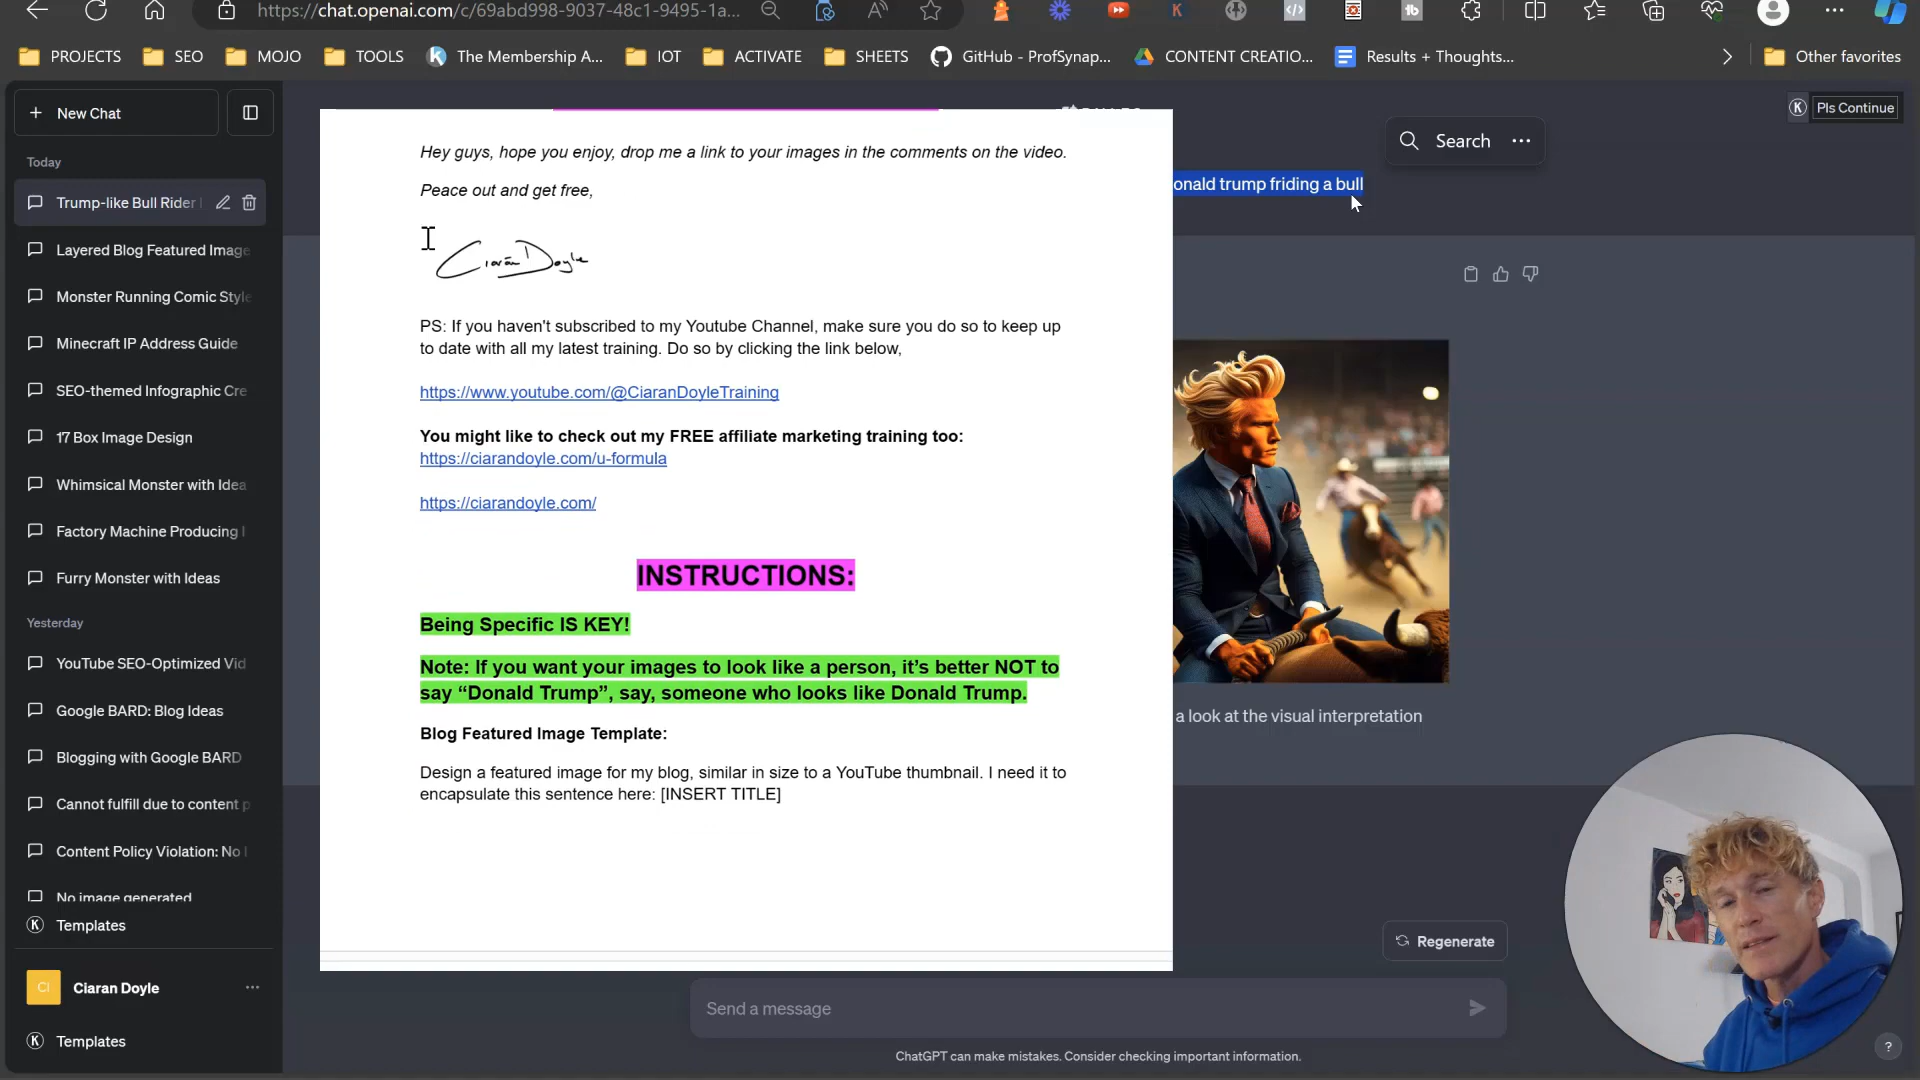 https://chat.openai.com/c/69abd998-9037-48c1-9495-1a...
PROJECTS
SEO
MOJO
TOOLS
The Membership A...
IOT
ACTIVATE
SHEETS
GitHub - ProfSynap...
CONTENT CREATIO...
Results + Thoughts...
Other favorites
New Chat
Today
Trump-like Bull Rider
Layered Blog Featured Image
Monster Running Comic Style
Minecraft IP Address Guide
SEO-themed Infographic Cre
17 Box Image Design
Whimsical Monster with Idea
Factory Machine Producing I
Furry Monster with Ideas
Yesterday
YouTube SEO-Optimized Vid
Google BARD: Blog Ideas
Blogging with Google BARD
Cannot fulfill due to content p
Content Policy Violation: No I
No image generated
Templates
CI
Ciaran Doyle
Templates
Hey guys, hope you enjoy, drop me a link to your images in the comments on the video.
Peace out and get free,
Ciarán Doyle
PS: If you haven't subscribed to my Youtube Channel, make sure you do so to keep up
to date with all my latest training. Do so by clicking the link below,
https://www.youtube.com/@CiaranDoyleTraining
You might like to check out my FREE affiliate marketing training too:
https://ciarandoyle.com/u-formula
https://ciarandoyle.com/
INSTRUCTIONS:
Being Specific IS KEY!
Note: If you want your images to look like a person, it’s better NOT to
say “Donald Trump”, say, someone who looks like Donald Trump.
Blog Featured Image Template:
Design a featured image for my blog, similar in size to a YouTube thumbnail. I need it to
encapsulate this sentence here: [INSERT TITLE]
K Pls Continue
Search
onald trump friding a bull
a look at the visual interpretation
Regenerate
Send a message
ChatGPT can make mistakes. Consider checking important information.
?